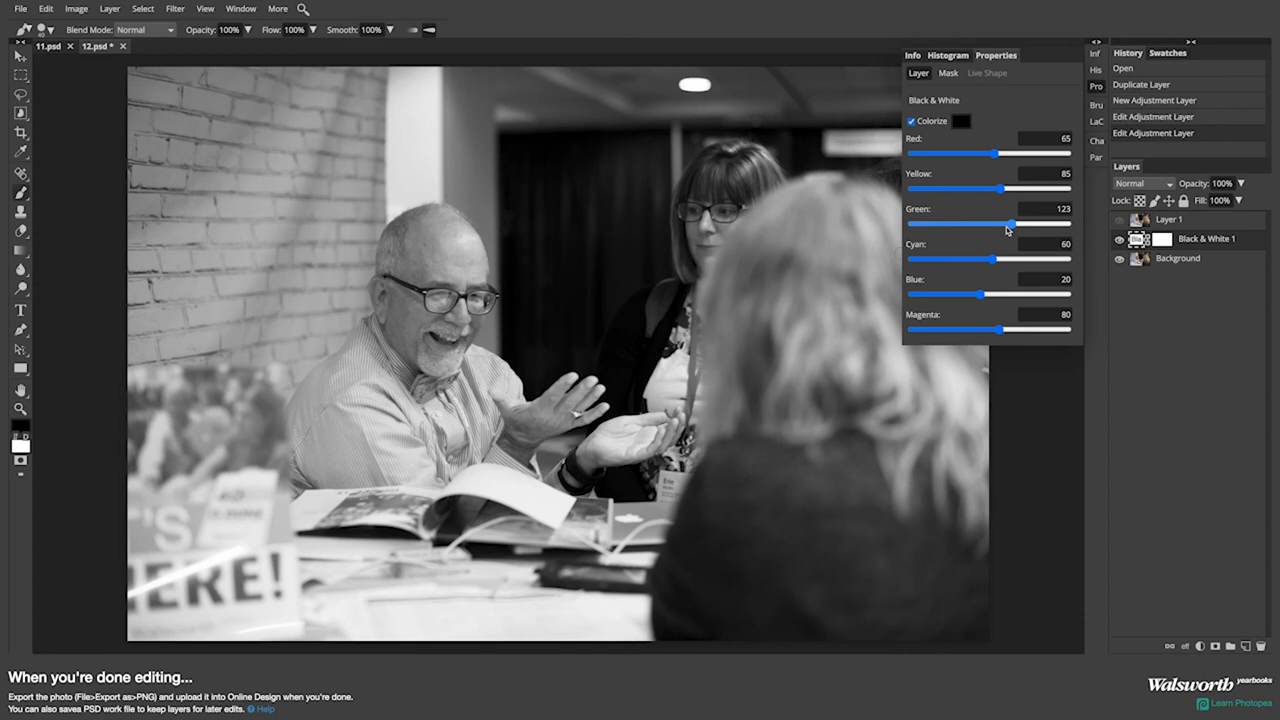 File Edit Image Layer Select Filter View Window More
Blend Mode: Normal Opacity: 100% Flow: 100% Smooth: 100%
11.psd 12.psd *
Info Histogram Properties
Layer Mask Live Shape
Black & White
Colorize
Red: 65
Yellow: 85
Green: 123
Cyan: 60
Blue: 20
Magenta: 80
Inf
His
Pro
Bru
LaC
Cha
Par
History Swatches
Open
Duplicate Layer
New Adjustment Layer
Edit Adjustment Layer
Edit Adjustment Layer
Layers
Normal Opacity: 100%
Lock: Fill: 100%
Layer 1
Black & White 1
Background
T'S
HERE!
Erin
When you're done editing...
Export the photo (File>Export as>PNG) and upload it into Online Design when you're done.
You can also savea PSD work file to keep layers for later edits. Help
Walsworth yearbooks
Learn Photopea
eff
D